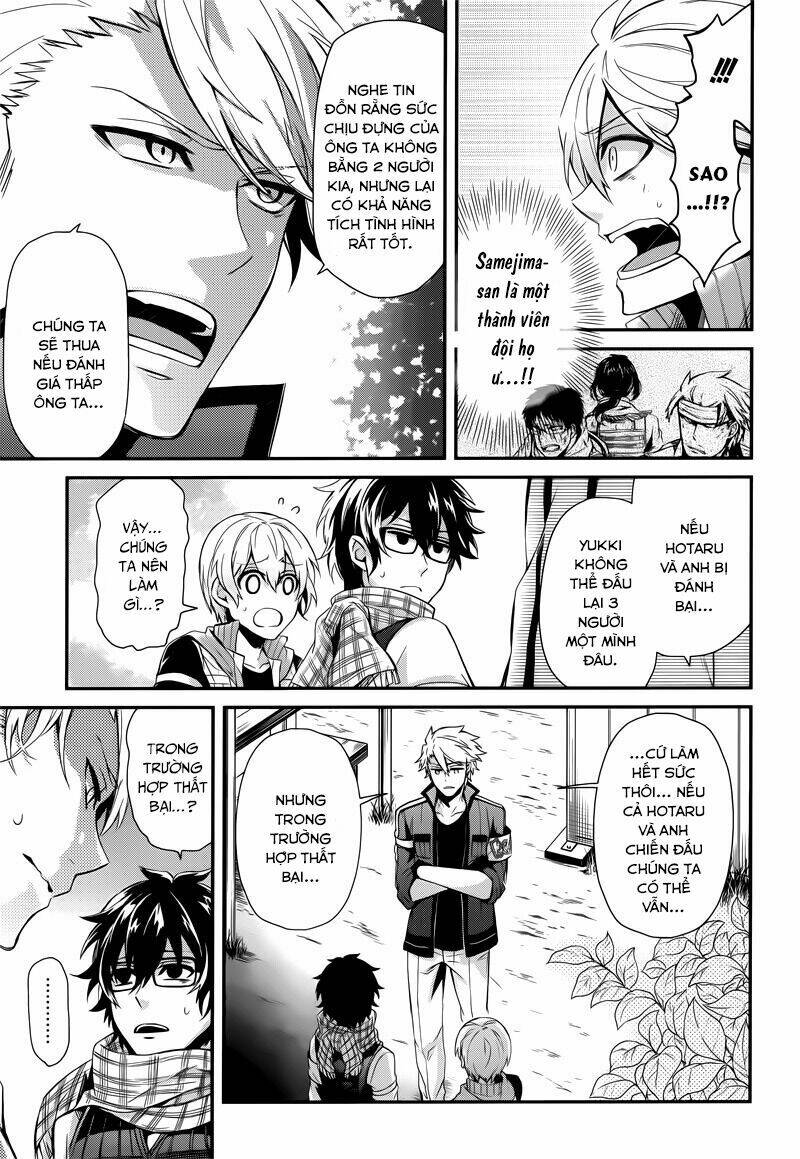 !!!
SAO
...!!?
Samejima-
san là một
thành viên
đội họ
ư...!!
NGHE TIN
ĐỒN RẰNG SỨC
CHỊU ĐỰNG CỦA
ÔNG TA KHÔNG
BẰNG 2 NGƯỜI
KIA, NHƯNG LẠI
CÓ KHẢ NĂNG
TÍCH TÌNH HÌNH
RẤT TỐT.
CHÚNG TA
SẼ THUA
NẾU ĐÁNH
GIÁ THẤP
ÔNG TA...
NẾU
HOTARU
VÀ ANH BỊ
ĐÁNH
BẠI...
YUKKI
KHÔNG
THỂ ĐẤU
LẠI 3
NGƯỜI
MỘT MÌNH
ĐÂU.
VẬY...
CHÚNG
TA NÊN
LÀM
GÌ...?
...CỨ LÀM
HẾT SỨC
THÔI... NẾU
CẢ HOTARU
VÀ ANH
CHIẾN ĐẤU
CHÚNG TA
CÓ THỂ
VẪN...
NHƯNG
TRONG
TRƯỜNG
HỢP THẤT
BẠI...
TRONG
TRƯỜNG
HỢP THẤT
BẠI...?
.........